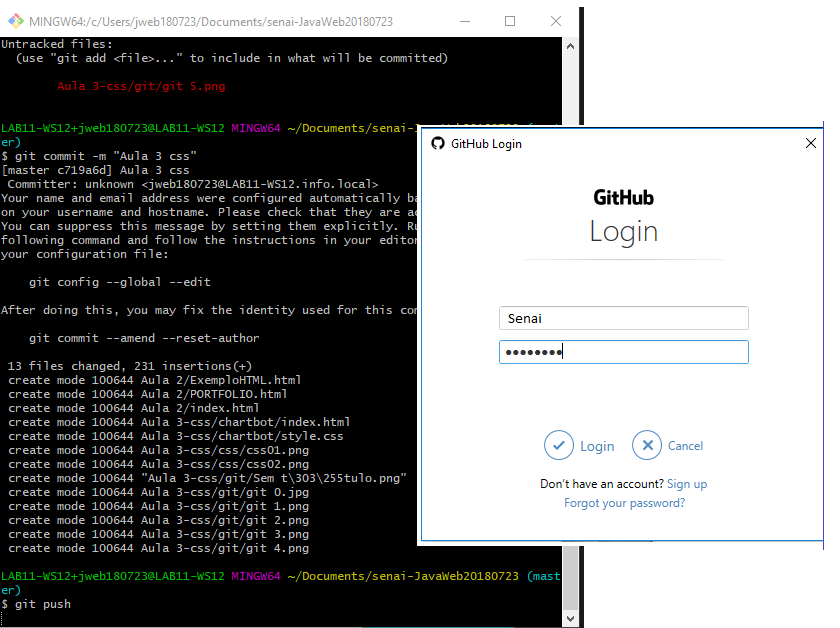 MINGW64:/c/Users/jweb180723/Documents/senai-JavaWeb20180723
Untracked files:
  (use "git add <file>..." to include in what will be committed)
        Aula 3-css/git/git 5.png
LAB11-WS12+jweb180723@LAB11-WS12 MINGW64 ~/Documents/senai-
er)
$ git commit -m "Aula 3 css"
[master c719a6d] Aula 3 css
 Committer: unknown <jweb180723@LAB11-WS12.info.local>
Your name and email address were configured automatically ba
on your username and hostname. Please check that they are a
You can suppress this message by setting them explicitly. Ru
following command and follow the instructions in your editor
your configuration file:
    git config --global --edit
After doing this, you may fix the identity used for this co
    git commit --amend --reset-author
 13 files changed, 231 insertions(+)
 create mode 100644 Aula 2/ExemploHTML.html
 create mode 100644 Aula 2/PORTFOLIO.html
 create mode 100644 Aula 2/index.html
 create mode 100644 Aula 3-css/chartbot/index.html
 create mode 100644 Aula 3-css/chartbot/style.css
 create mode 100644 Aula 3-css/css/css01.png
 create mode 100644 Aula 3-css/css/css02.png
 create mode 100644 "Aula 3-css/git/Sem t\303\255tulo.png"
 create mode 100644 Aula 3-css/git/git 0.jpg
 create mode 100644 Aula 3-css/git/git 1.png
 create mode 100644 Aula 3-css/git/git 2.png
 create mode 100644 Aula 3-css/git/git 3.png
 create mode 100644 Aula 3-css/git/git 4.png
LAB11-WS12+jweb180723@LAB11-WS12 MINGW64 ~/Documents/senai-JavaWeb20180723 (mast
er)
$ git push
GitHub Login
GitHub
Login
Senai
••••••••
Login Cancel
Don't have an account? Sign up
Forgot your password?